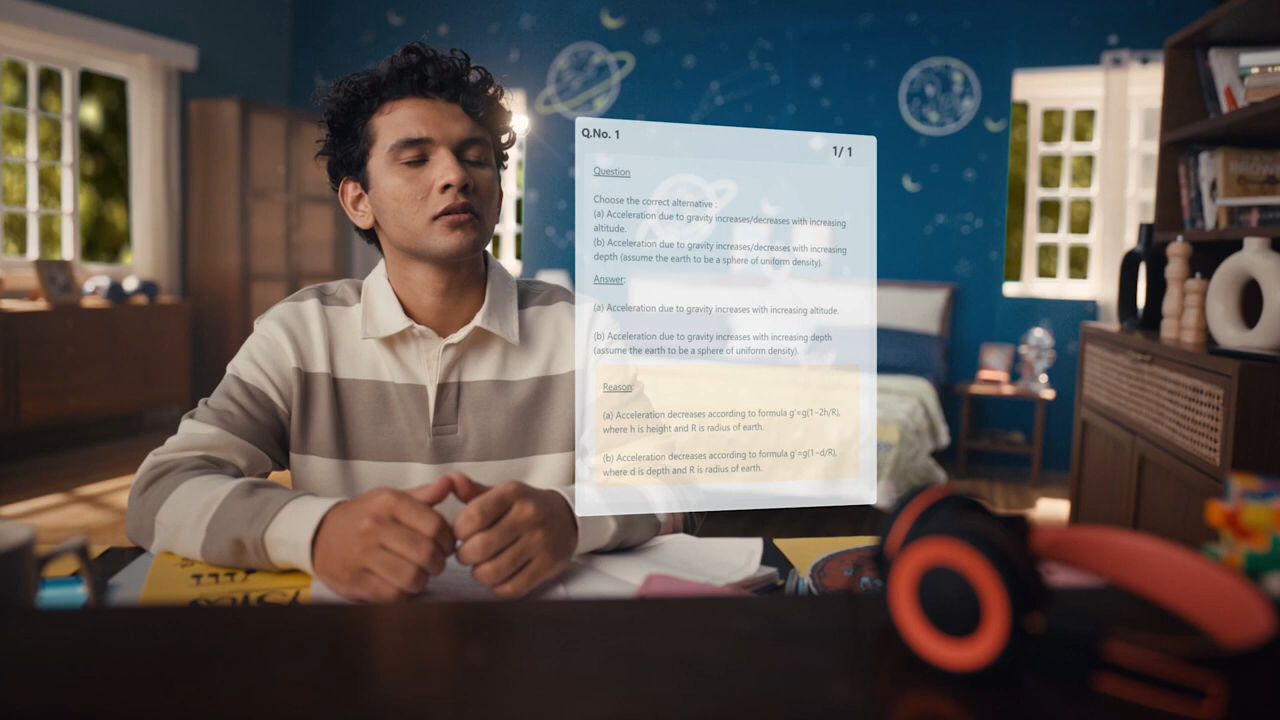 Q.No. 1
1/ 1
Question
Choose the correct alternative :
(a) Acceleration due to gravity increases/decreases with increasing
altitude.
(b) Acceleration due to gravity increases/decreases with increasing
depth (assume the earth to be a sphere of uniform density).
Answer:
(a) Acceleration due to gravity increases with increasing altitude.
(b) Acceleration due to gravity increases with increasing depth
(assume the earth to be a sphere of uniform density).
Reason:
(a) Acceleration decreases according to formula g'=g(1−2h/R),
where h is height and R is radius of earth.
(b) Acceleration decreases according to formula g'=g(1−d/R),
where d is depth and R is radius of earth.